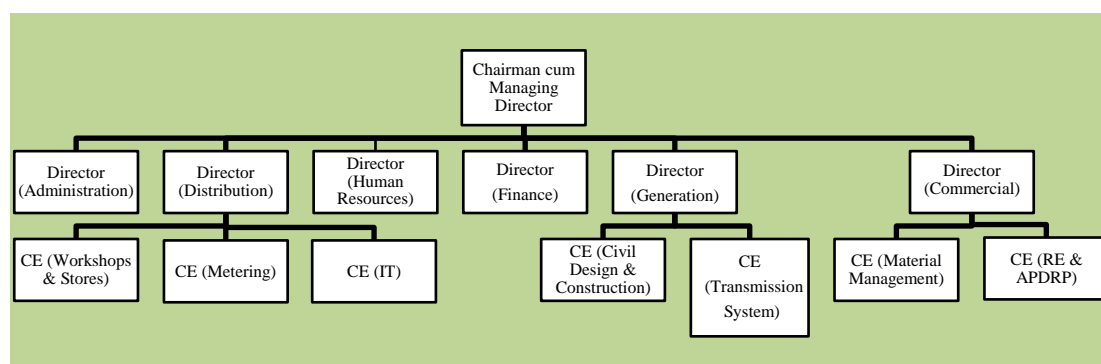 Chairman cum
Managing
Director
Director
(Administration)
Director
(Distribution)
Director
(Human
Resources)
Director
(Finance)
Director
(Generation)
Director
(Commercial)
CE (Workshops
& Stores)
CE (Metering)
CE (IT)
CE (Civil
Design &
Construction)
CE
(Transmission
System)
CE (Material
Management)
CE (RE &
APDRP)